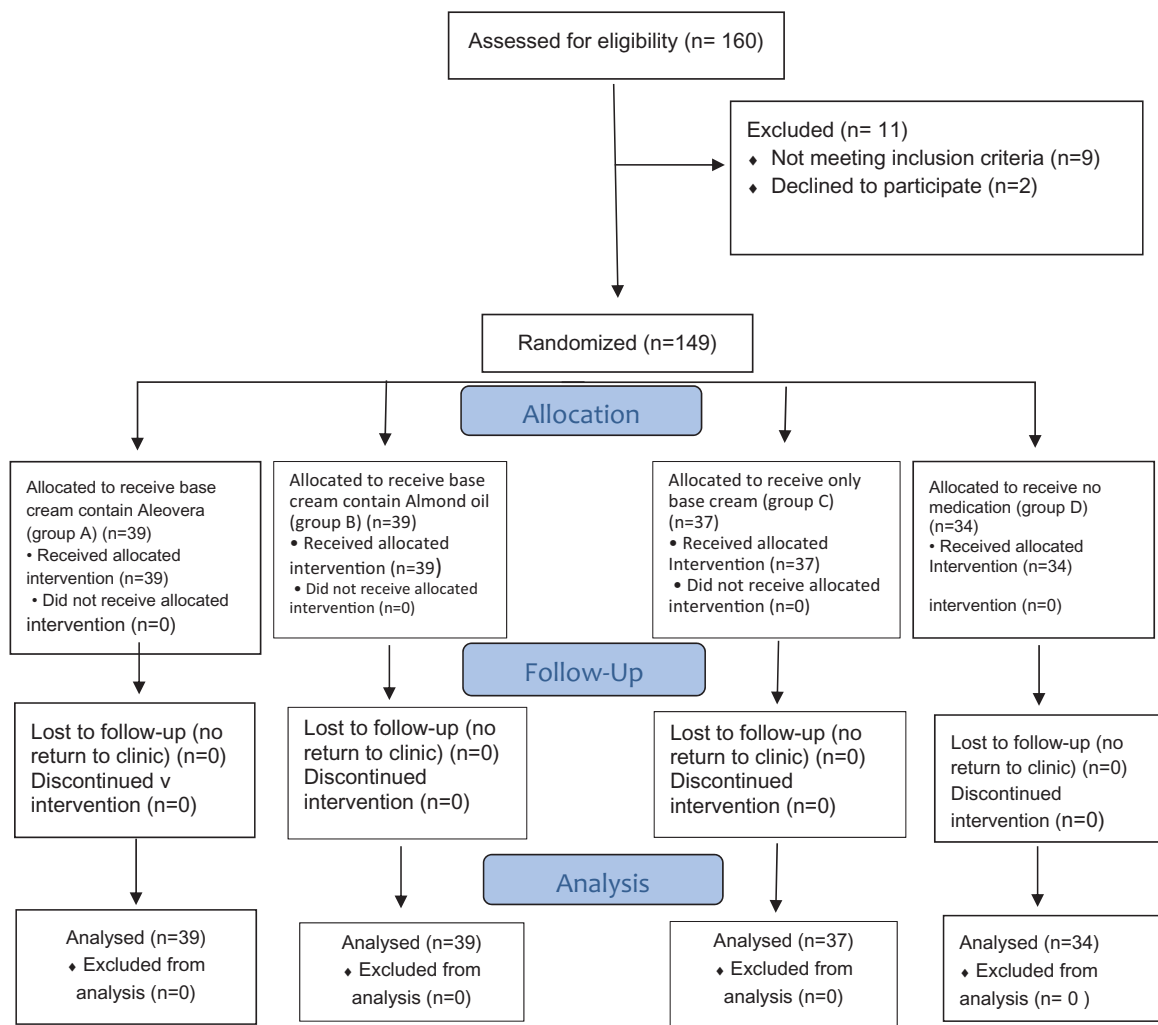 Assessed for eligibility (n= 160)
Excluded (n= 11)
♦ Not meeting inclusion criteria (n=9)
♦ Declined to participate (n=2)
Randomized (n=149)
Allocation
Allocated to receive base
cream contain Aleovera
(group A) (n=39)
• Received allocated
intervention (n=39)
• Did not receive allocated
intervention (n=0)
Allocated to receive base
cream contain Almond oil
(group B) (n=39)
• Received allocated
intervention (n=39)
• Did not receive allocated
intervention (n=0)
Allocated to receive only
base cream (group C)
(n=37)
• Received allocated
Intervention (n=37)
• Did not receive allocated
intervention (n=0)
Allocated to receive no
medication (group D)
(n=34)
• Received allocated
Intervention (n=34)
intervention (n=0)
Follow-Up
Lost to follow-up (no
return to clinic) (n=0)
Discontinued v
intervention (n=0)
Lost to follow-up (no
return to clinic) (n=0)
Discontinued
intervention (n=0)
Lost to follow-up (no
return to clinic) (n=0)
Discontinued
intervention (n=0)
Lost to follow-up (no
return to clinic) (n=0)
Discontinued
intervention (n=0)
Analysis
Analysed (n=39)
♦ Excluded from
analysis (n=0)
Analysed (n=39)
♦ Excluded from
analysis (n=0)
Analysed (n=37)
♦ Excluded from
analysis (n=0)
Analysed (n=34)
♦ Excluded from
analysis (n= 0 )